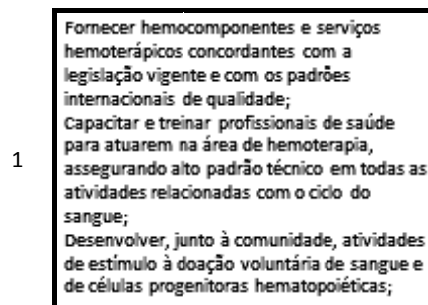 Fornecer hemocomponentes e serviços
hemoterápicos concordantes com a
legislação vigente e com os padrões
internacionais de qualidade;
Capacitar e treinar profissionais de saúde
para atuarem na área de hemoterapia,
1
assegurando alto padrão técnico em todas as
atividades relacionadas com o ciclo do
sangue;
Desenvolver, junto à comunidade, atividades
de estímulo à doação voluntária de sangue e
de células progenitoras hematopoiéticas;